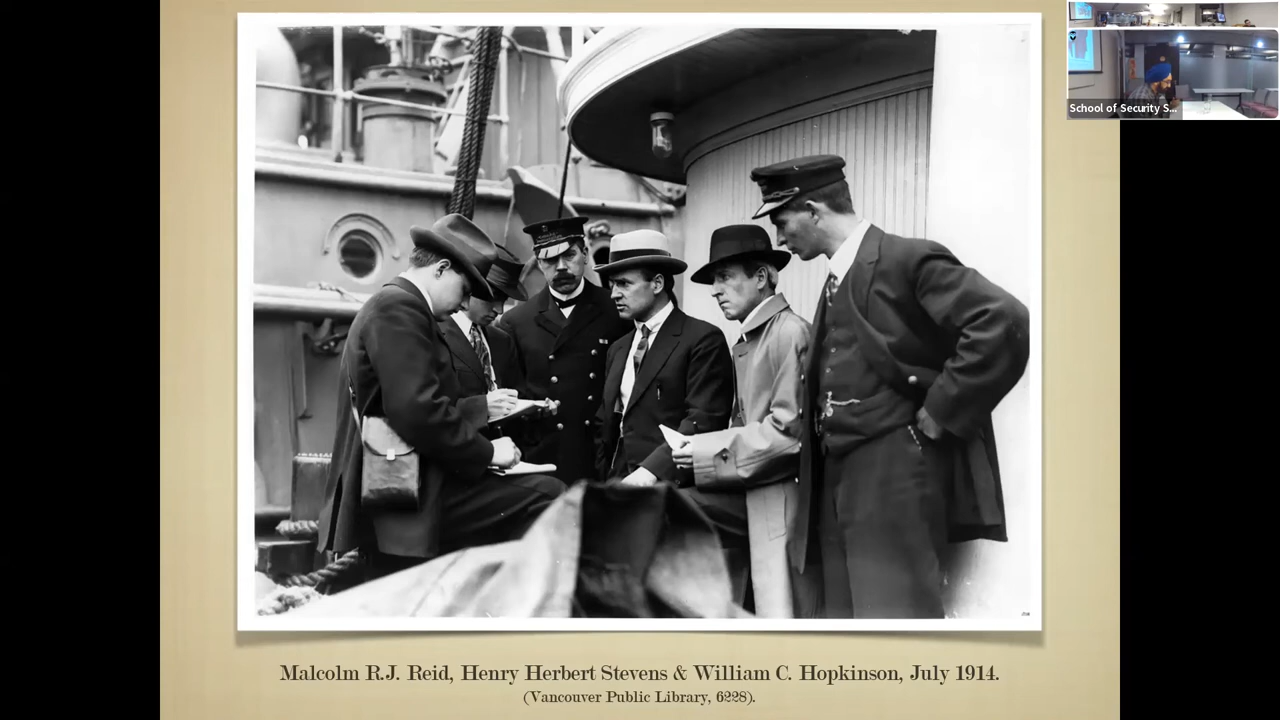 School of Security S...
Malcolm R.J. Reid, Henry Herbert Stevens & William C. Hopkinson, July 1914.
(Vancouver Public Library, 6228).